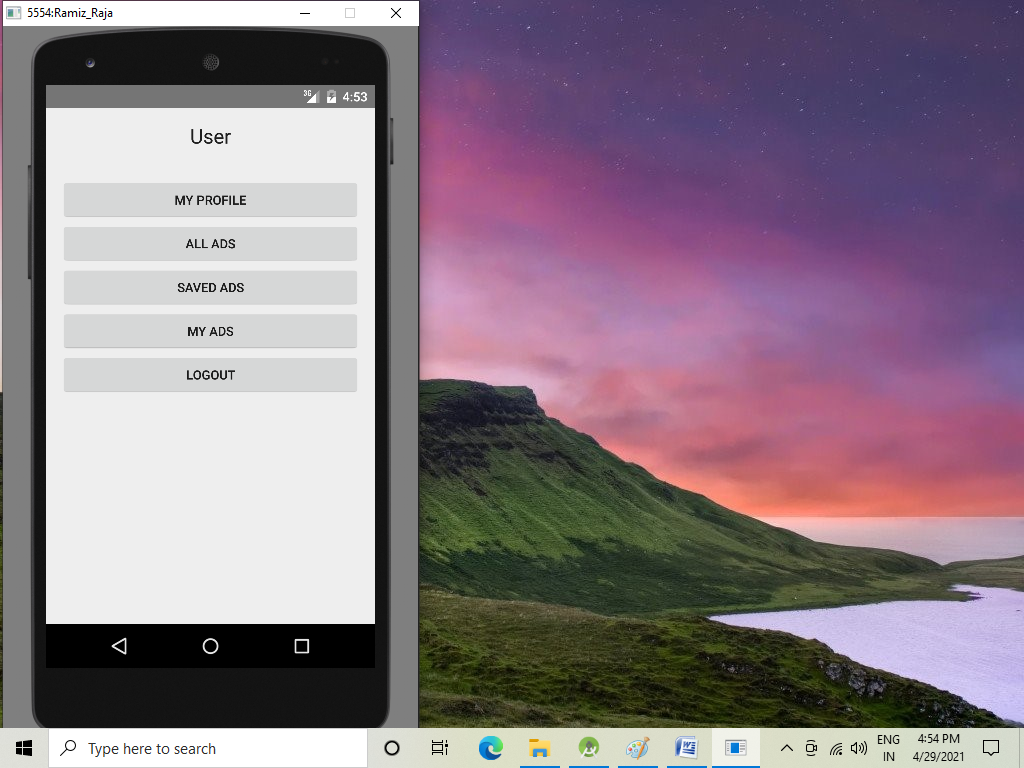 5554:Ramiz_Raja
3G 4:53
User
MY PROFILE
ALL ADS
SAVED ADS
MY ADS
LOGOUT
Type here to search
ENG
IN
4:54 PM
4/29/2021